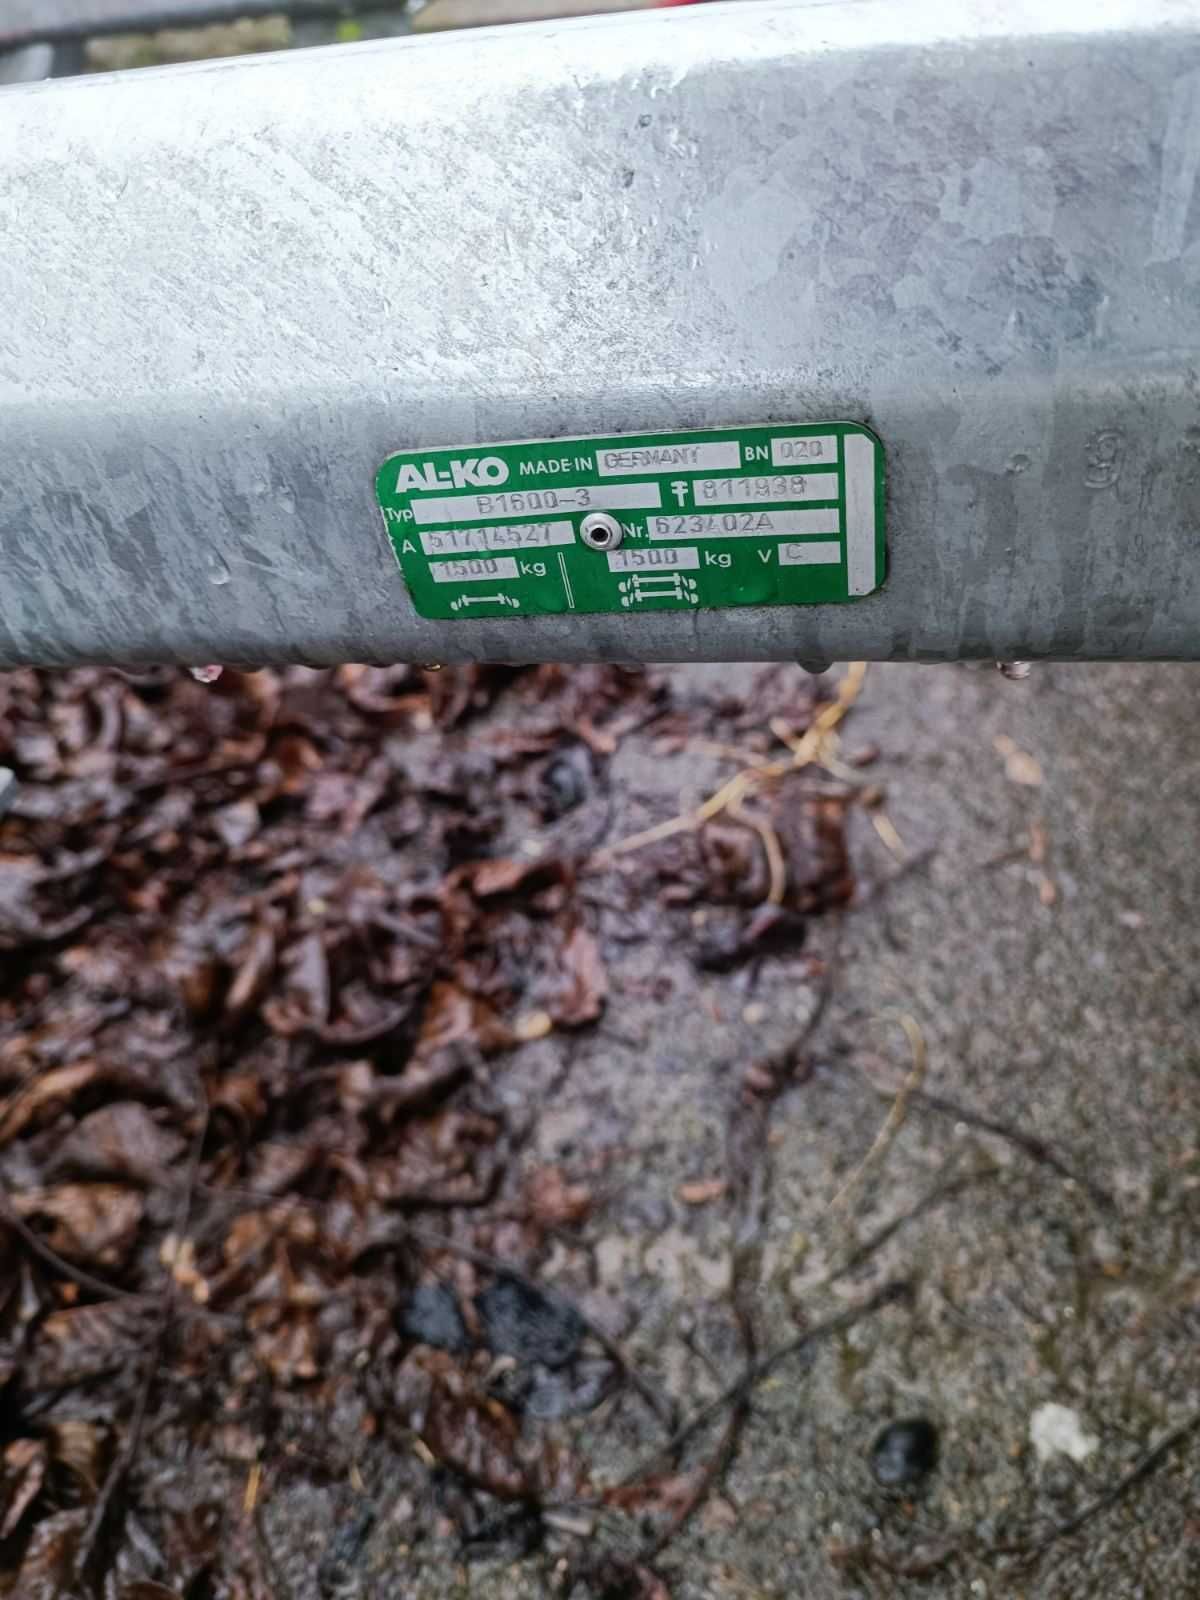 AL-KO MADE IN GERMANY BN 020
Typ B1600-3 811938
A 51714527 Nr. 623402A
1500 kg 1500 kg V C